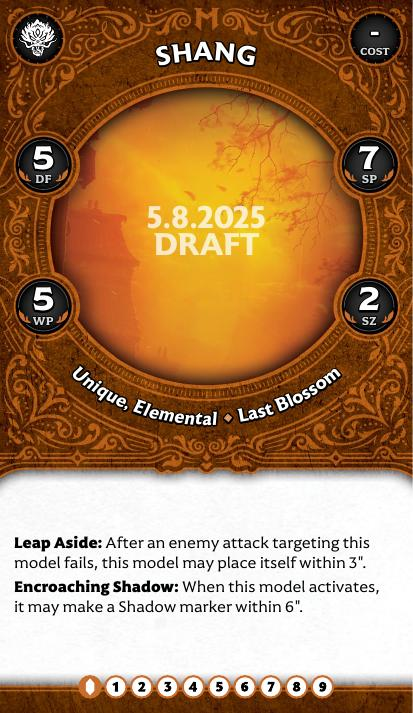 SHANG
-
COST
5
DF
7
SP
5.8.2025
DRAFT
5
WP
2
SZ
Unique, Elemental ◆ Last Blossom
Leap Aside: After an enemy attack targeting this
model fails, this model may place itself within 3".
Encroaching Shadow: When this model activates,
it may make a Shadow marker within 6".
1 2 3 4 5 6 7 8 9